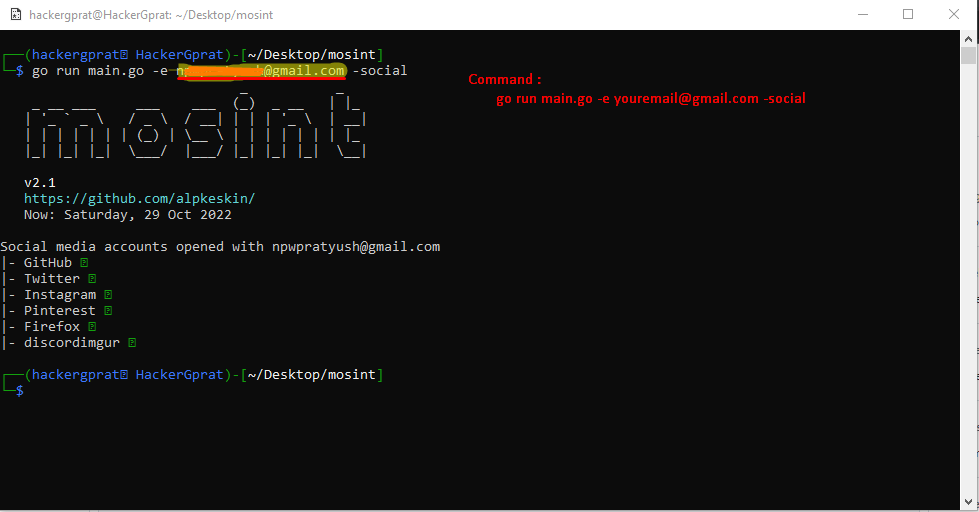 hackergprat@HackerGprat: ~/Desktop/mosint
(hackergprat HackerGprat)-[~/Desktop/mosint]
$ go run main.go -e @gmail.com -social
Command :
go run main.go -e youremail@gmail.com -social
mosint
v2.1
https://github.com/alpkeskin/
Now: Saturday, 29 Oct 2022
Social media accounts opened with npwpratyush@gmail.com
|- GitHub
|- Twitter
|- Instagram
|- Pinterest
|- Firefox
|- discordimgur
(hackergprat HackerGprat)-[~/Desktop/mosint]
$